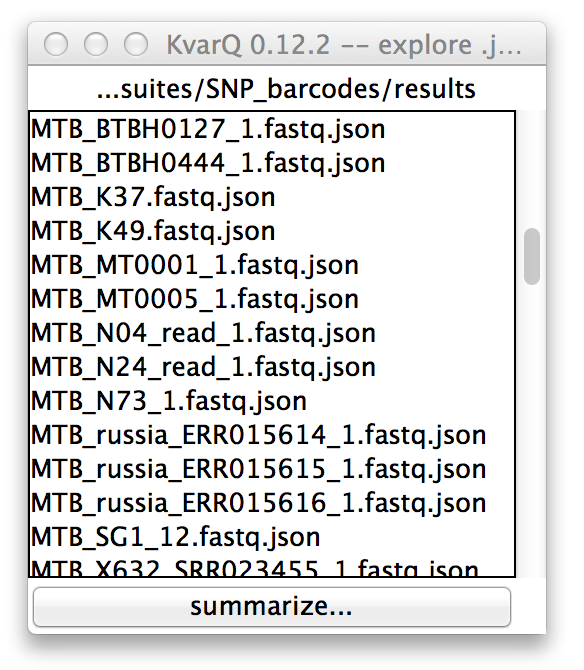 KvarQ 0.12.2 -- explore .j...
...suites/SNP_barcodes/results
MTB_BTBH0127_1.fastq.json
MTB_BTBH0444_1.fastq.json
MTB_K37.fastq.json
MTB_K49.fastq.json
MTB_MT0001_1.fastq.json
MTB_MT0005_1.fastq.json
MTB_N04_read_1.fastq.json
MTB_N24_read_1.fastq.json
MTB_N73_1.fastq.json
MTB_russia_ERR015614_1.fastq.json
MTB_russia_ERR015615_1.fastq.json
MTB_russia_ERR015616_1.fastq.json
MTB_SG1_12.fastq.json
MTB_X632_SRR023455_1.fastq.json
summarize...